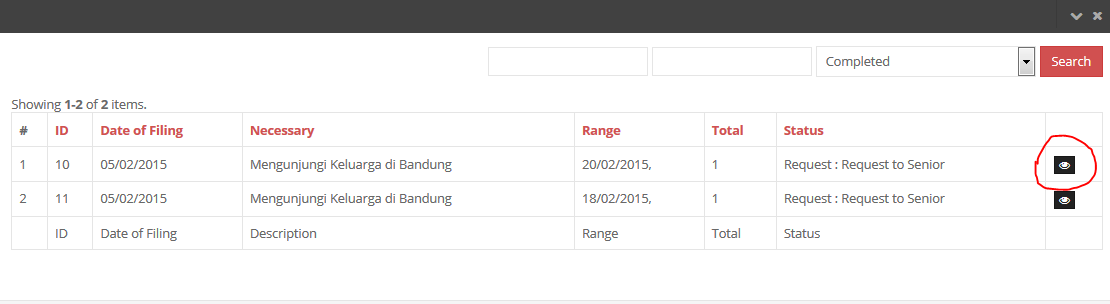 Completed Search
Showing 1-2 of 2 items.
# ID Date of Filing Necessary Range Total Status
1 10 05/02/2015 Mengunjungi Keluarga di Bandung 20/02/2015, 1 Request : Request to Senior
2 11 05/02/2015 Mengunjungi Keluarga di Bandung 18/02/2015, 1 Request : Request to Senior
ID Date of Filing Description Range Total Status